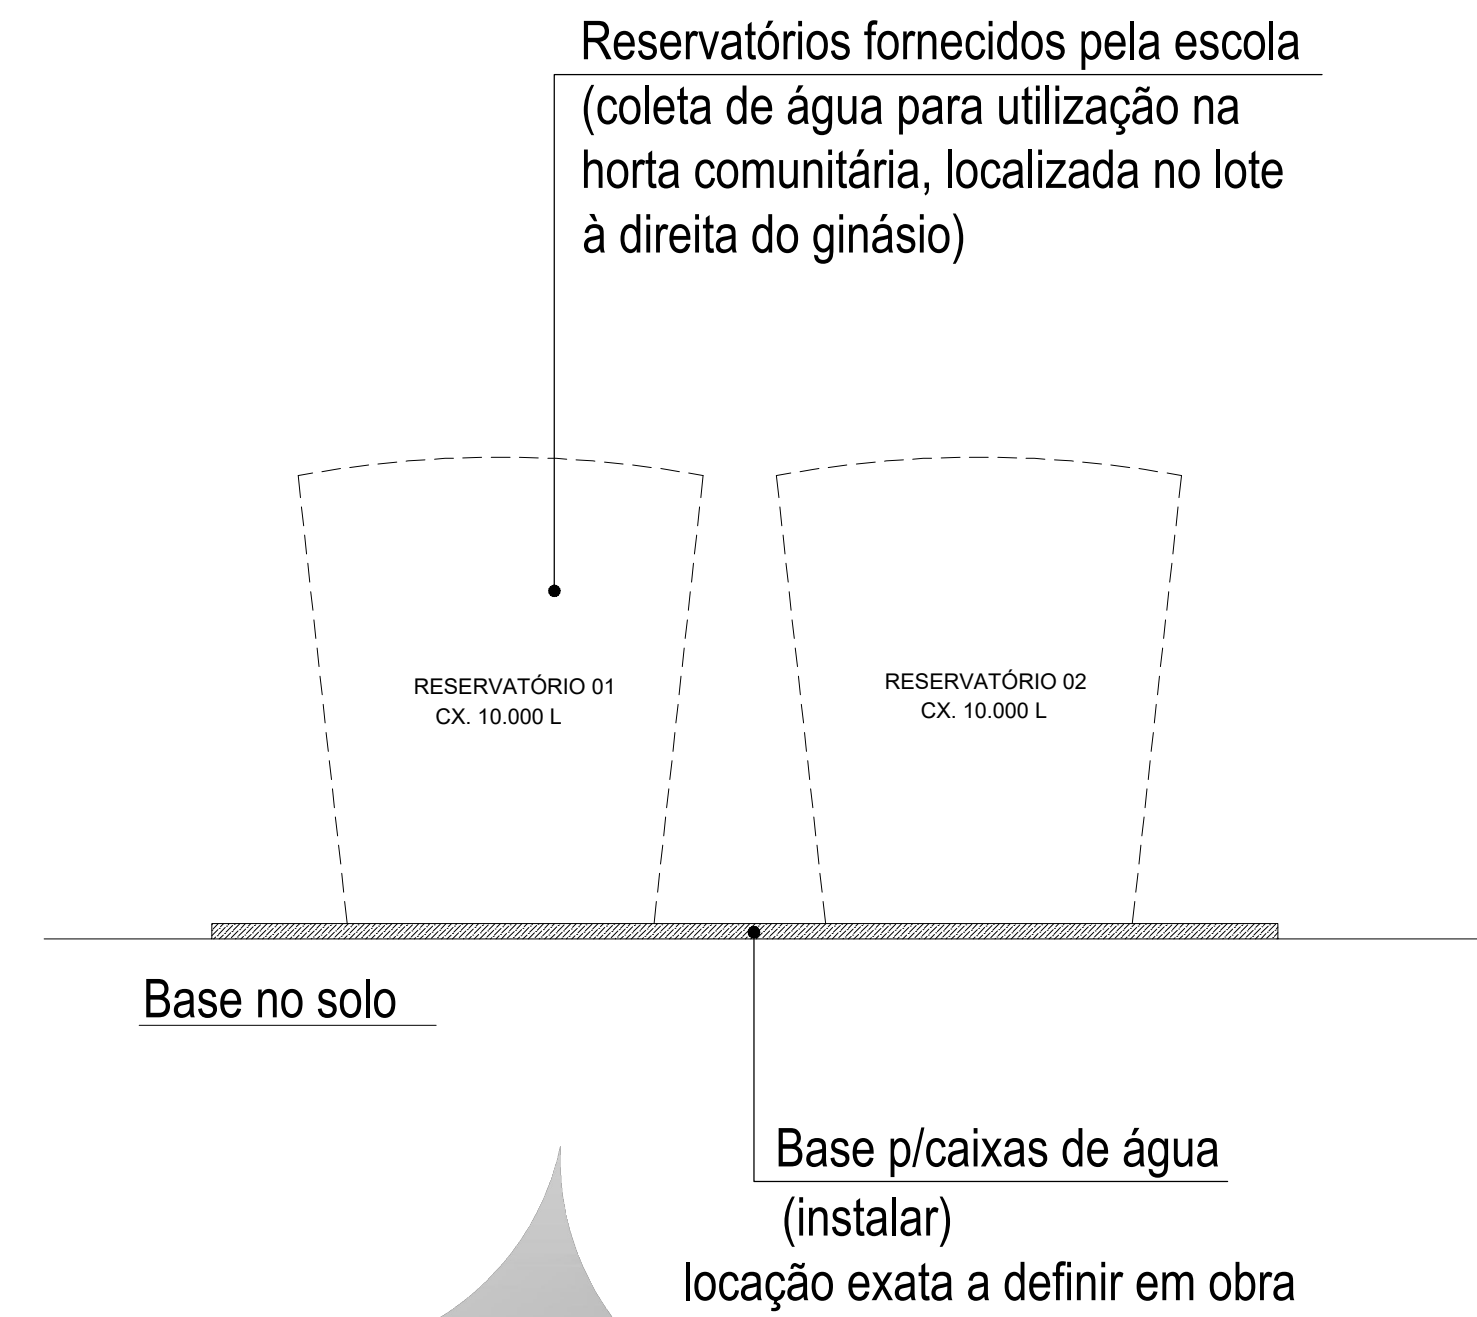 Reservatórios fornecidos pela escola
(coleta de água para utilização na
horta comunitária, localizada no lote
à direita do ginásio)
RESERVATÓRIO 01
CX. 10.000 L
RESERVATÓRIO 02
CX. 10.000 L
Base no solo
Base p/caixas de água
(instalar)
locação exata a definir em obra